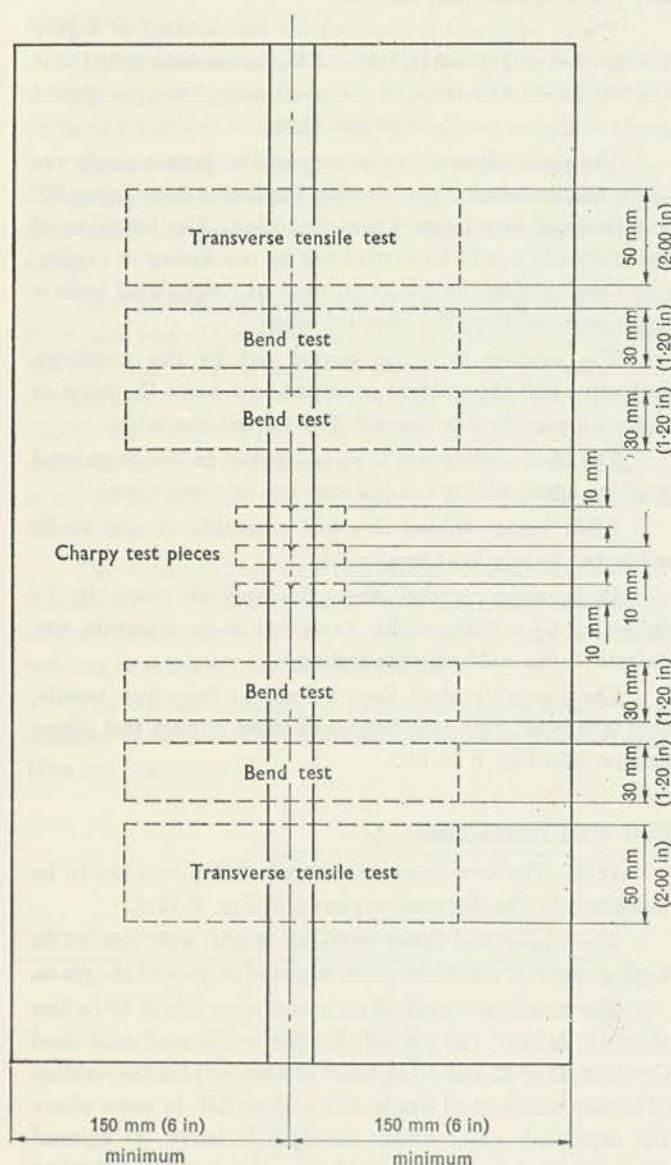 Transverse tensile test
50 mm
(2·00 in)
Bend test
30 mm
(1·20 in)
Bend test
30 mm
(1·20 in)
10 mm
Charpy test pieces
10 mm
10 mm
Bend test
30 mm
(1·20 in)
Bend test
30 mm
(1·20 in)
Transverse tensile test
50 mm
(2·00 in)
150 mm (6 in)
minimum
150 mm (6 in)
minimum